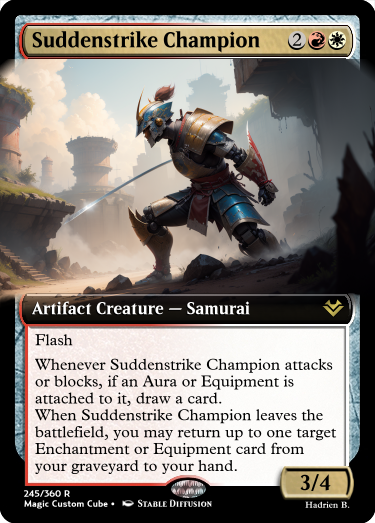 Suddenstrike Champion 2
Artifact Creature — Samurai
Flash
Whenever Suddenstrike Champion attacks
or blocks, if an Aura or Equipment is
attached to it, draw a card.
When Suddenstrike Champion leaves the
battlefield, you may return up to one target
Enchantment or Equipment card from
your graveyard to your hand.
3/4
245/360 R
Magic Custom Cube • Stable Diffusion
Hadrien B.